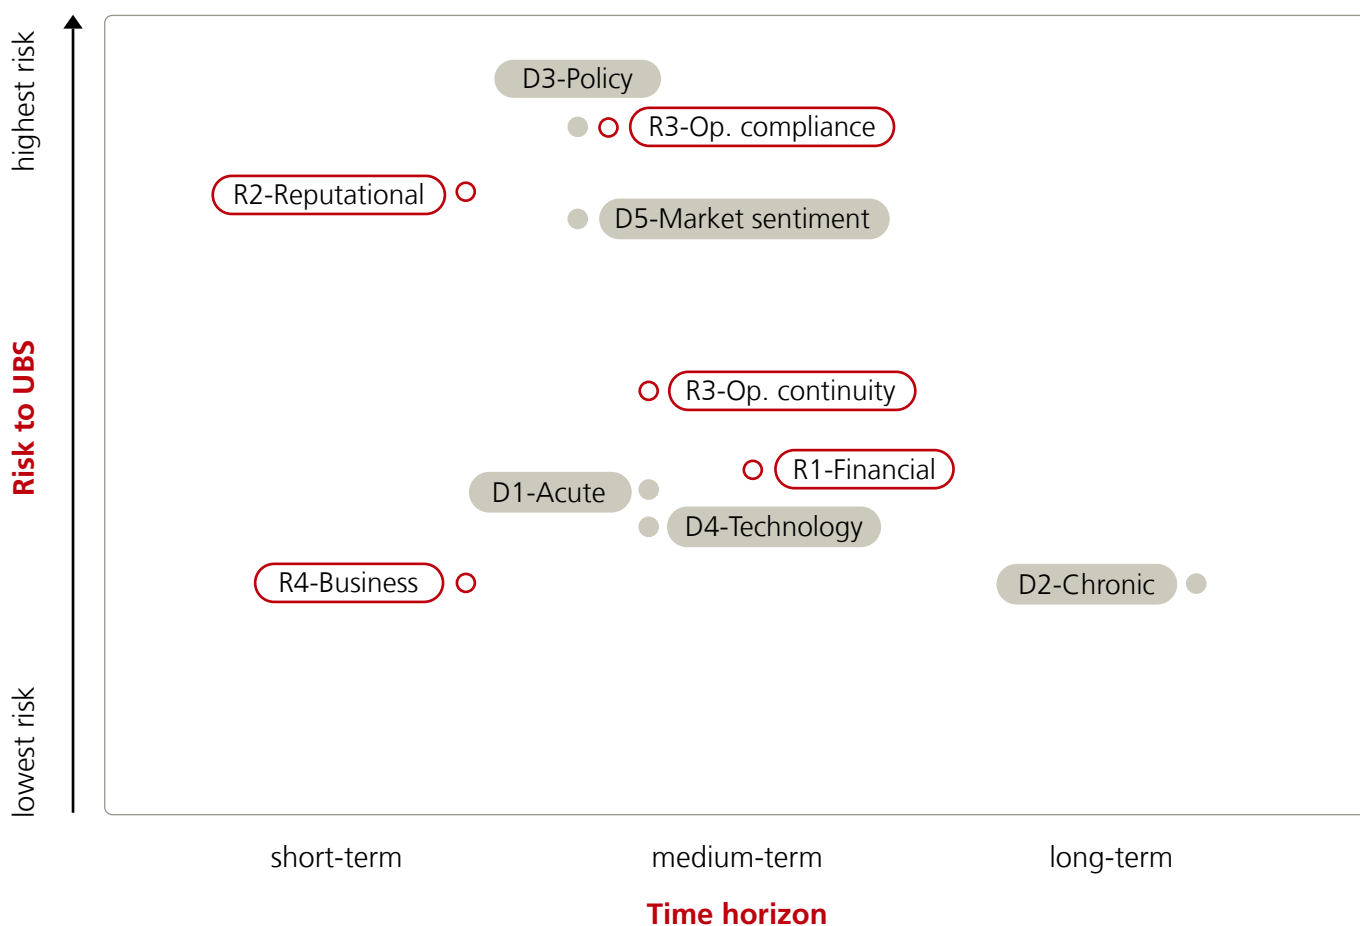 highest risk
Risk to UBS
lowest risk
D3-Policy
R3-Op. compliance
R2-Reputational
D5-Market sentiment
R3-Op. continuity
R1-Financial
D1-Acute
D4-Technology
R4-Business
D2-Chronic
short-term
medium-term
long-term
Time horizon